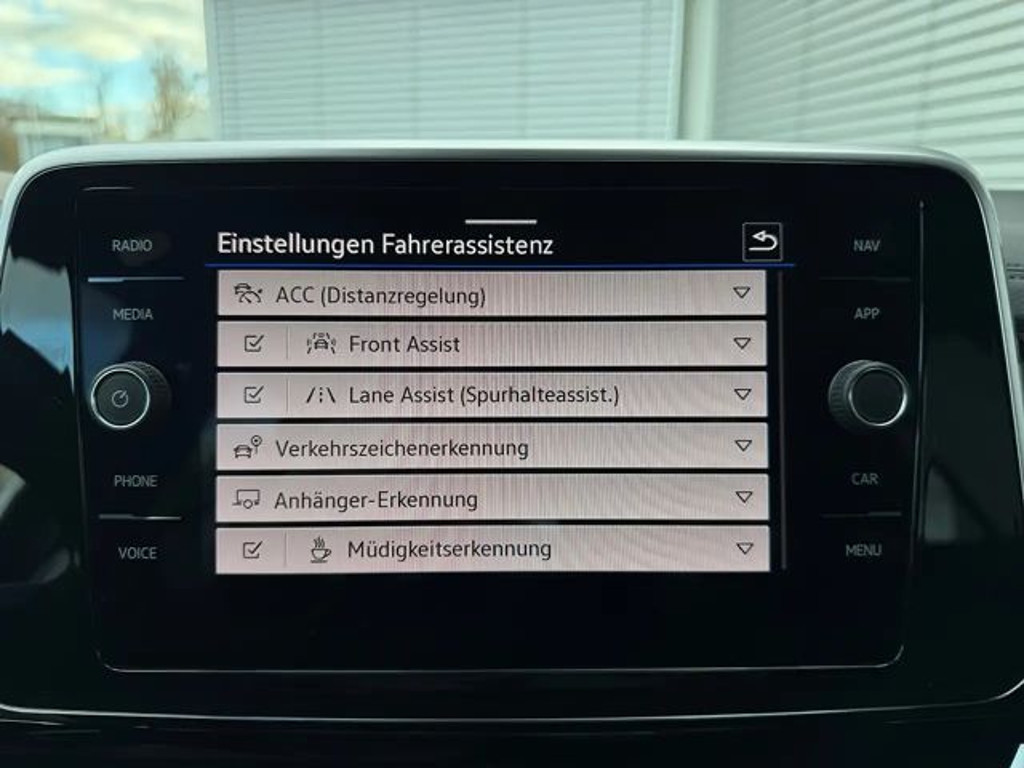 Einstellungen Fahrerassistenz
RADIO
NAV
ACC (Distanzregelung)
MEDIA
APP
Front Assist
Lane Assist (Spurhalteassist.)
Verkehrszeichenerkennung
PHONE
CAR
Anhänger-Erkennung
VOICE
MENU
Müdigkeitserkennung